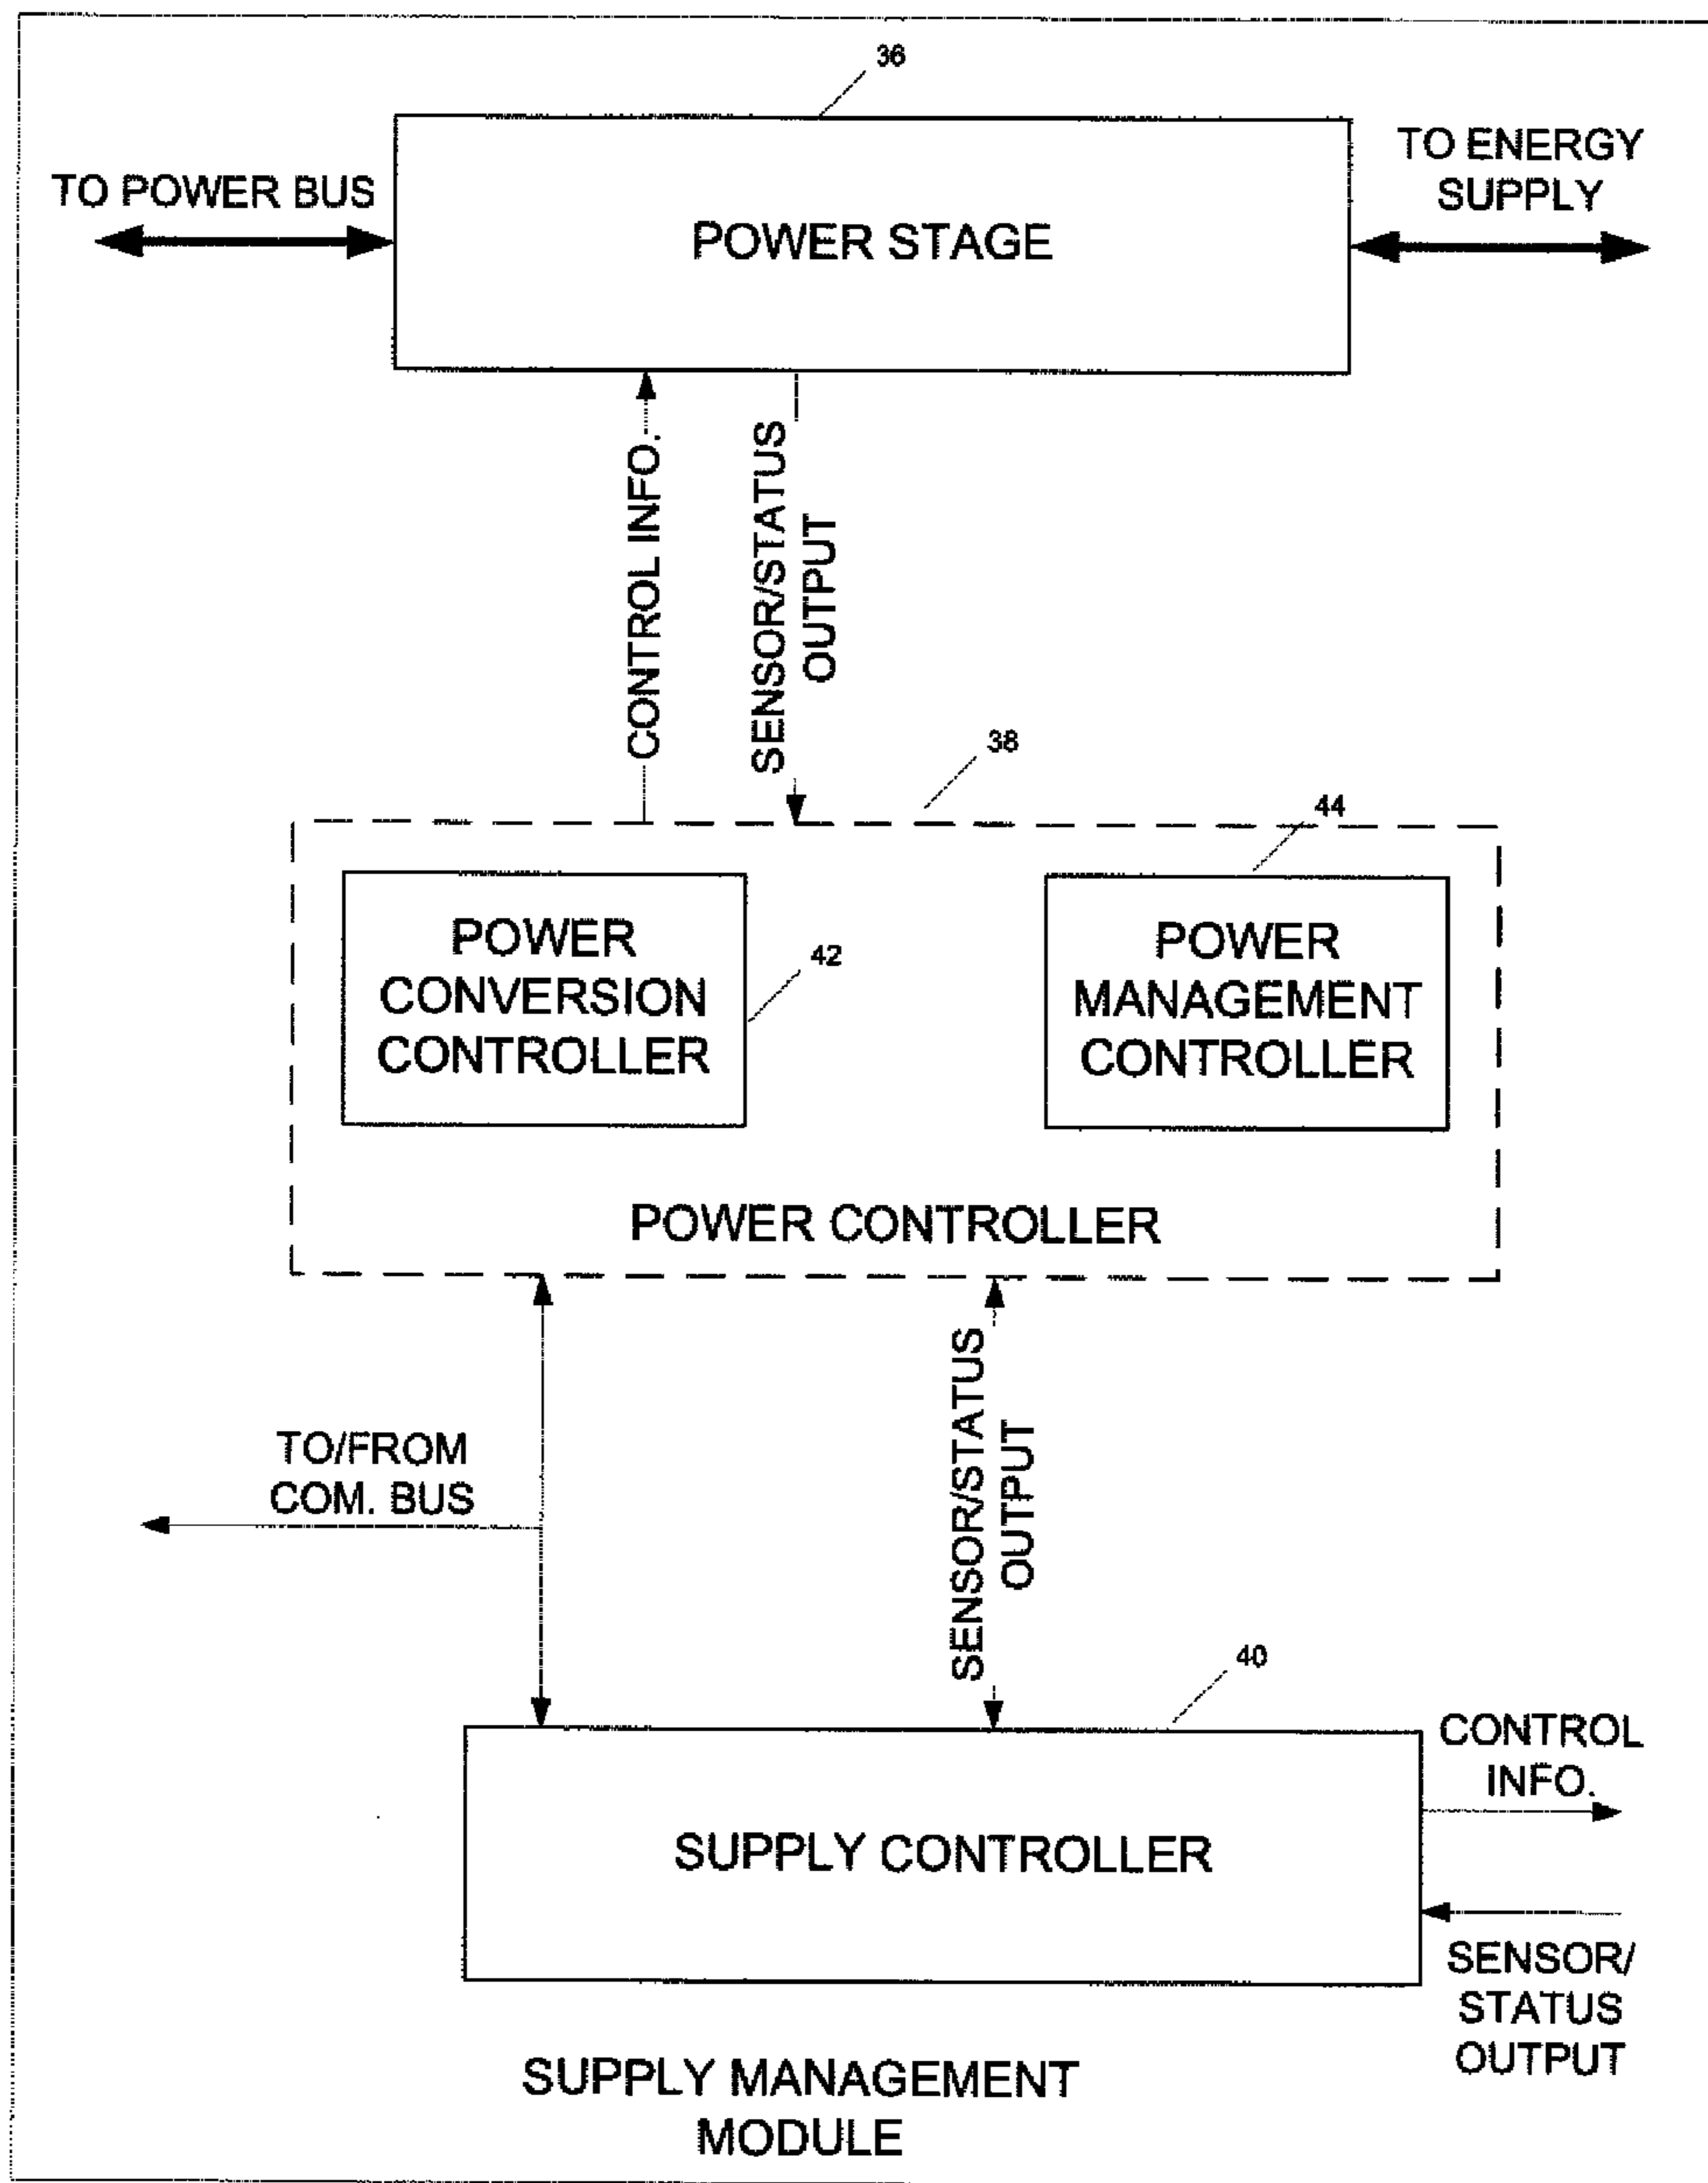 36
TO POWER BUS
TO ENERGY
SUPPLY
POWER STAGE
CONTROL INFO.
SENSOR/STATUS
OUTPUT
38
44
POWER
CONVERSION
CONTROLLER
42
POWER
MANAGEMENT
CONTROLLER
POWER CONTROLLER
TO/FROM
COM. BUS
SENSOR/STATUS
OUTPUT
40
CONTROL
INFO.
SUPPLY CONTROLLER
SENSOR/
STATUS
OUTPUT
SUPPLY MANAGEMENT
MODULE